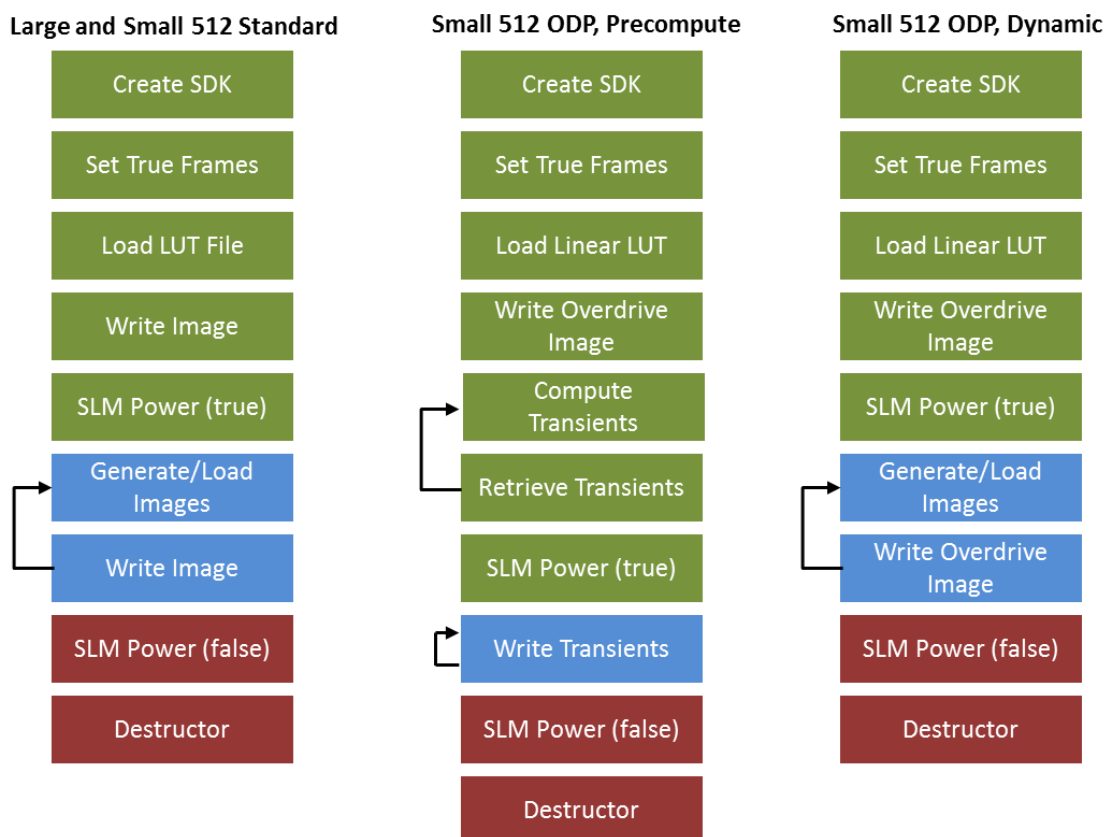 Large and Small 512 Standard
Create SDK
Set True Frames
Load LUT File
Write Image
SLM Power (true)
Generate/Load
Images
Write Image
SLM Power (false)
Destructor
Small 512 ODP, Precompute
Create SDK
Set True Frames
Load Linear LUT
Write Overdrive
Image
Compute
Transients
Retrieve Transients
SLM Power (true)
Write Transients
SLM Power (false)
Destructor
Small 512 ODP, Dynamic
Create SDK
Set True Frames
Load Linear LUT
Write Overdrive
Image
SLM Power (true)
Generate/Load
Images
Write Overdrive
Image
SLM Power (false)
Destructor